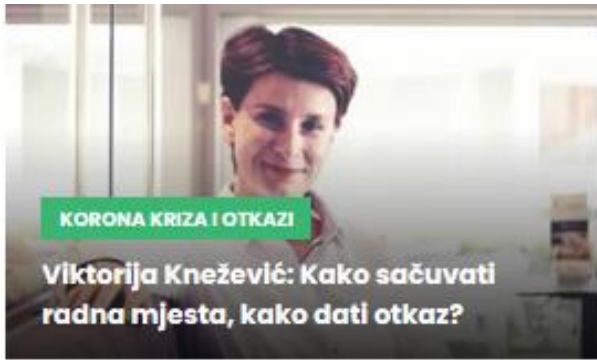 KORONA KRIZA I OTKAZI
Viktorija Knežević: Kako sačuvati
radna mjesta, kako dati otkaz?